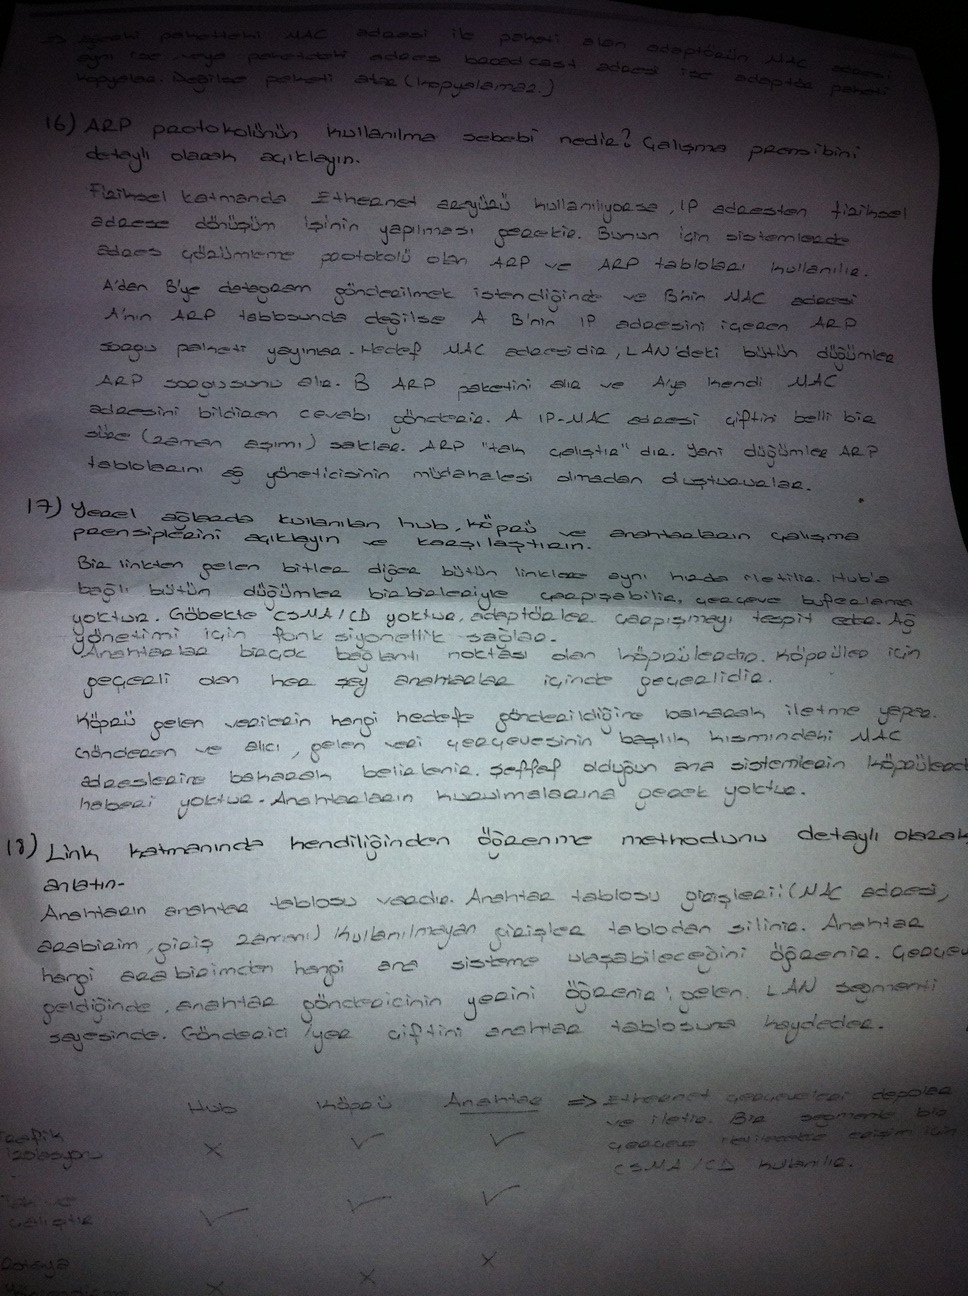 içindeki paketteki MAC adresi ile paketi alan adaptörün MAC adresi
aynı ise veya paketteki adres broadcast adresi ise adaptör paketi
kopyalar. Değilse paketi atar (kopyalamaz.)
16) ARP protokolünün kullanılma sebebi nedir? Çalışma prensibini
detaylı olarak açıklayın.
Fiziksel katmanda Ethernet arayüzü kullanılıyorsa, IP adresten fiziksel
adrese dönüşüm işinin yapılması gerekir. Bunun için sistemlerde
adres çözümleme protokolü olan ARP ve ARP tabloları kullanılır.
A'dan B'ye datagram gönderilmek istendiğinde ve B'nin MAC adresi
A'nın ARP tablosunda değilse A B'nin IP adresini içeren ARP
sorgu paketi yayınlar. Hedef MAC adresidir, LAN'deki bütün düğümler
ARP sorgusunu alır. B ARP paketini alır ve A'ya kendi MAC
adresini bildiren cevabı gönderir. A IP-MAC adresi çiftini belli bir
süre (zaman aşımı) saklar. ARP "tak çalıştır" dır. Yani düğümler ARP
tablolarını ağ yöneticisinin müdahalesi olmadan oluştururlar.
17) Yerel ağlarda kullanılan hub, köprü ve anahtarların çalışma
prensiplerini açıklayın ve karşılaştırın.
Bir linkten gelen bitler diğer bütün linklere aynı hızda iletilir. Hub'a
bağlı bütün düğümler birbirleriyle çarpışabilir, çerçeve buferlama
yoktur. Göbekte CSMA/CD yoktur, adaptörler çarpışmayı tespit eder. Ağ
yönetimi için fonksiyonellik sağlar.
Anahtarlar birçok bağlantı noktası olan köprülerdir. Köprüler için
geçerli olan her şey anahtarlar içinde geçerlidir.
Köprü gelen verilerin hangi hedefe gönderildiğine bakarak iletme yapar.
Gönderen ve alıcı, gelen veri çerçevesinin başlık kısmındaki MAC
adreslerine bakarak belirlenir. Şeffaf olduğun ana sistemlerin köprülerden
haberi yoktur. Anahtarların kurulmalarına gerek yoktur.
18) Link katmanında kendiliğinden öğrenme methodunu detaylı olarak
anlatın.
Anahtarın anahtar tablosu vardır. Anahtar tablosu girişleri: (MAC adresi,
arabirim, giriş zamanı) Kullanılmayan girişler tablodan silinir. Anahtar
hangi arabirimden hangi ana sisteme ulaşabileceğini öğrenir. Çerçeve
geldiğinde, anahtar göndericinin yerini öğrenir; gelen LAN segmenti
sayesinde. Gönderici/yer çiftini anahtar tablosuna kaydeder.
Hub Köprü Anahtar => Ethernet çerçeveleri depolar
ve iletir. Bir segmente bir
Trafik izolasyonu X ✓ ✓ çerçeve iletilirken erişim için
CSMA/CD kullanılır.
Tak ve çalıştır ✓ ✓ ✓
X X X